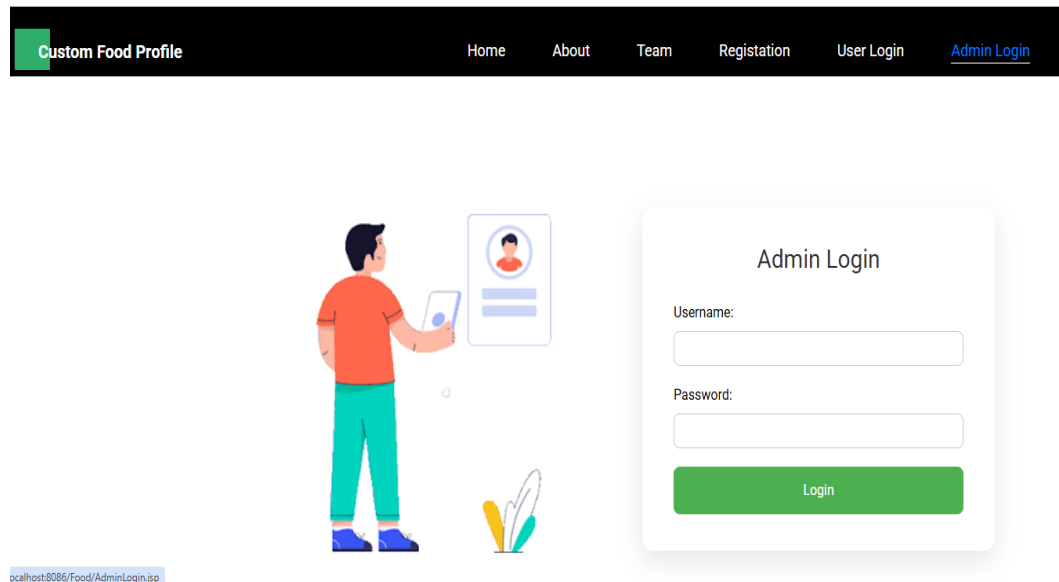 Custom Food Profile Home About Team Registation User Login Admin Login
Admin Login
Username:
Password:
Login
ocalhost:8086/Food/AdminLogin.jsp